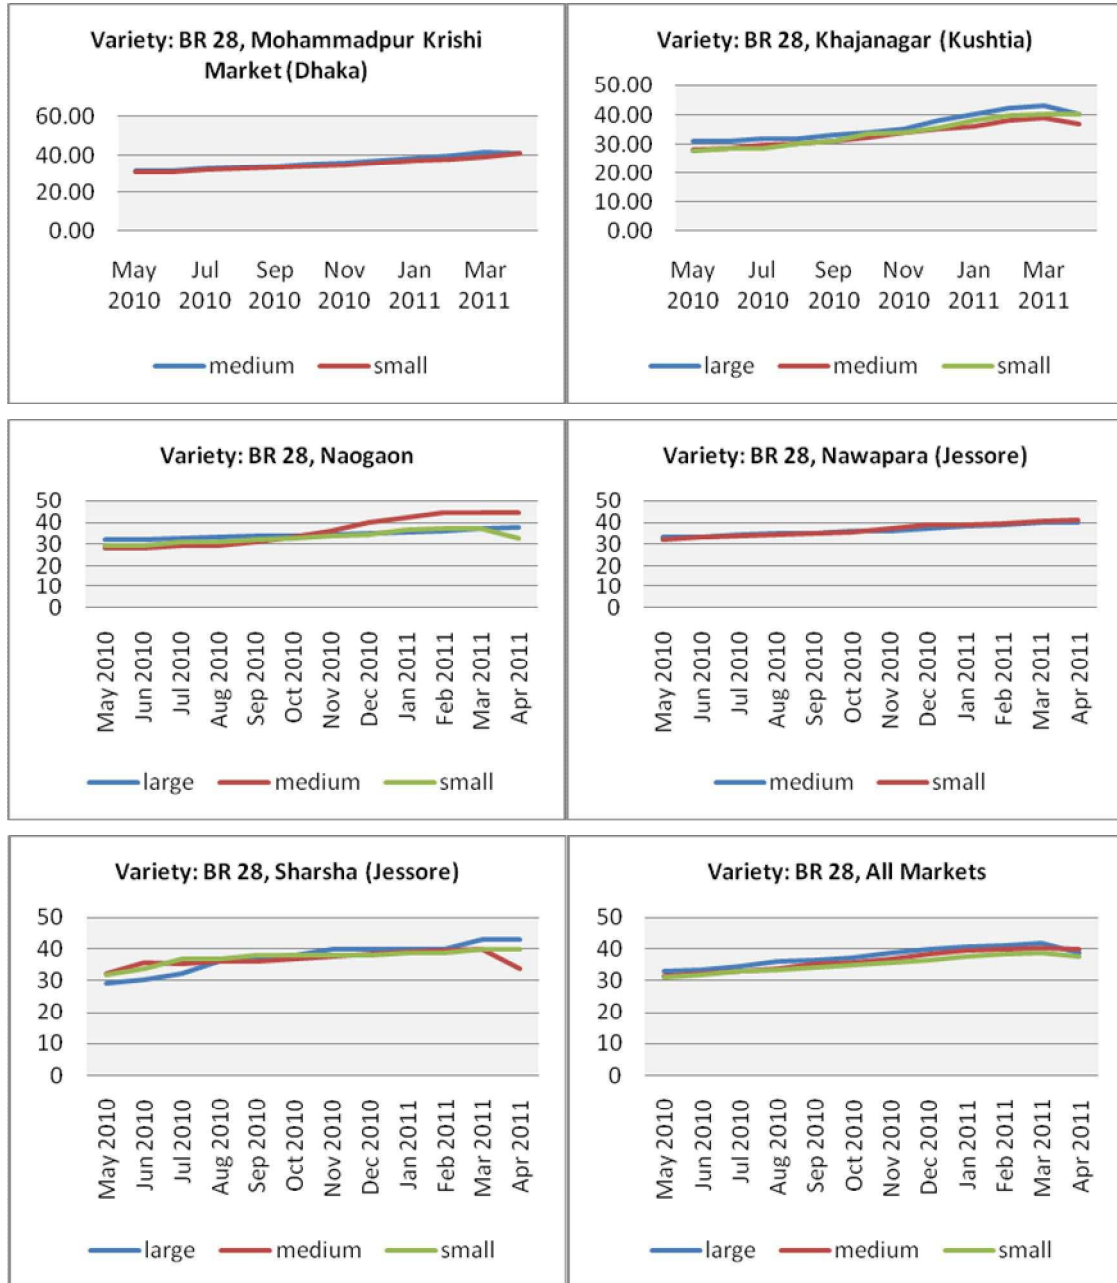 Variety: BR 28, Mohammadpur Krishi
Market (Dhaka)
60.00
40.00
20.00
0.00
May Jul Sep Nov Jan Mar
2010 2010 2010 2010 2011 2011
medium small
Variety: BR 28, Khajanagar (Kushtia)
50.00
40.00
30.00
20.00
10.00
0.00
May Jul Sep Nov Jan Mar
2010 2010 2010 2010 2011 2011
large medium small
Variety: BR 28, Naogaon
50
40
30
20
10
0
May 2010
Jun 2010
Jul 2010
Aug 2010
Sep 2010
Oct 2010
Nov 2010
Dec 2010
Jan 2011
Feb 2011
Mar 2011
Apr 2011
large medium small
Variety: BR 28, Nawapara (Jessore)
50
40
30
20
10
0
May 2010
Jun 2010
Jul 2010
Aug 2010
Sep 2010
Oct 2010
Nov 2010
Dec 2010
Jan 2011
Feb 2011
Mar 2011
Apr 2011
medium small
Variety: BR 28, Sharsha (Jessore)
50
40
30
20
10
0
May 2010
Jun 2010
Jul 2010
Aug 2010
Sep 2010
Oct 2010
Nov 2010
Dec 2010
Jan 2011
Feb 2011
Mar 2011
Apr 2011
large medium small
Variety: BR 28, All Markets
50
40
30
20
10
0
May 2010
Jun 2010
Jul 2010
Aug 2010
Sep 2010
Oct 2010
Nov 2010
Dec 2010
Jan 2011
Feb 2011
Mar 2011
Apr 2011
large medium small